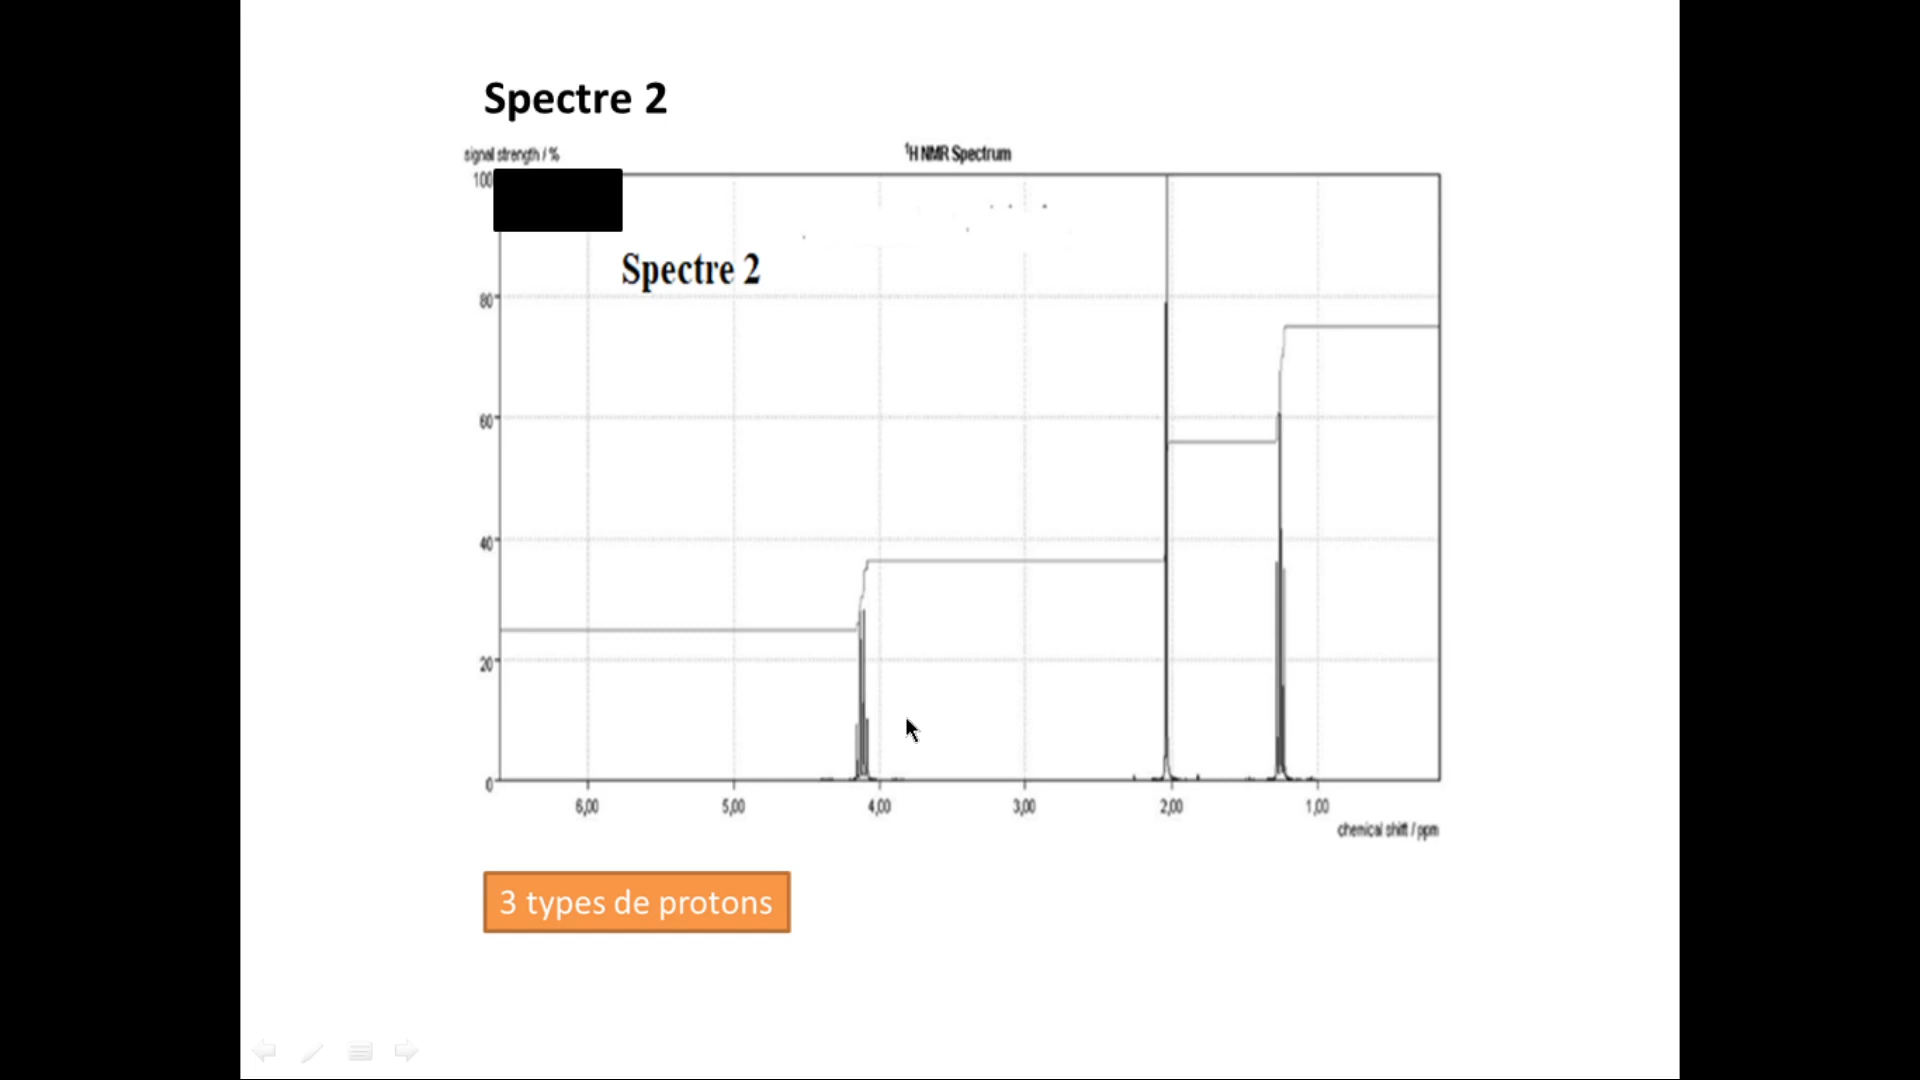 Spectre 2
signal strength / %
¹H NMR Spectrum
100
Spectre 2
80
60
40
20
0
6,00 5,00 4,00 3,00 2,00 1,00
chemical shift / ppm
3 types de protons